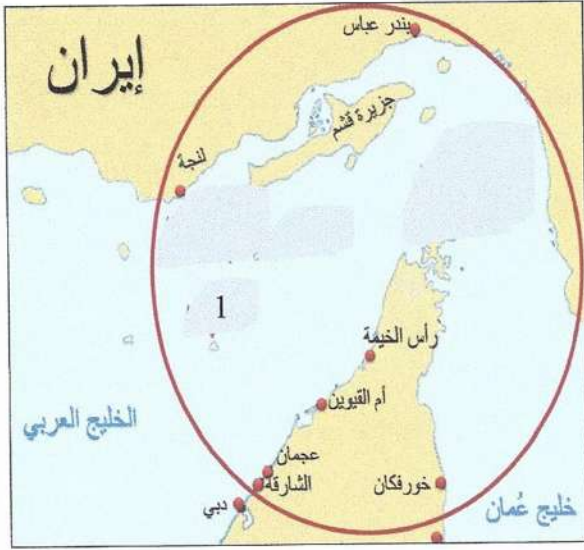 بندر عباس
إيران
جزيرة قشم
لنجة
1
رأس الخيمة
أم القيوين
الخليج العربي
عجمان
الشارقة
خورفكان
دبي
خليج عُمان